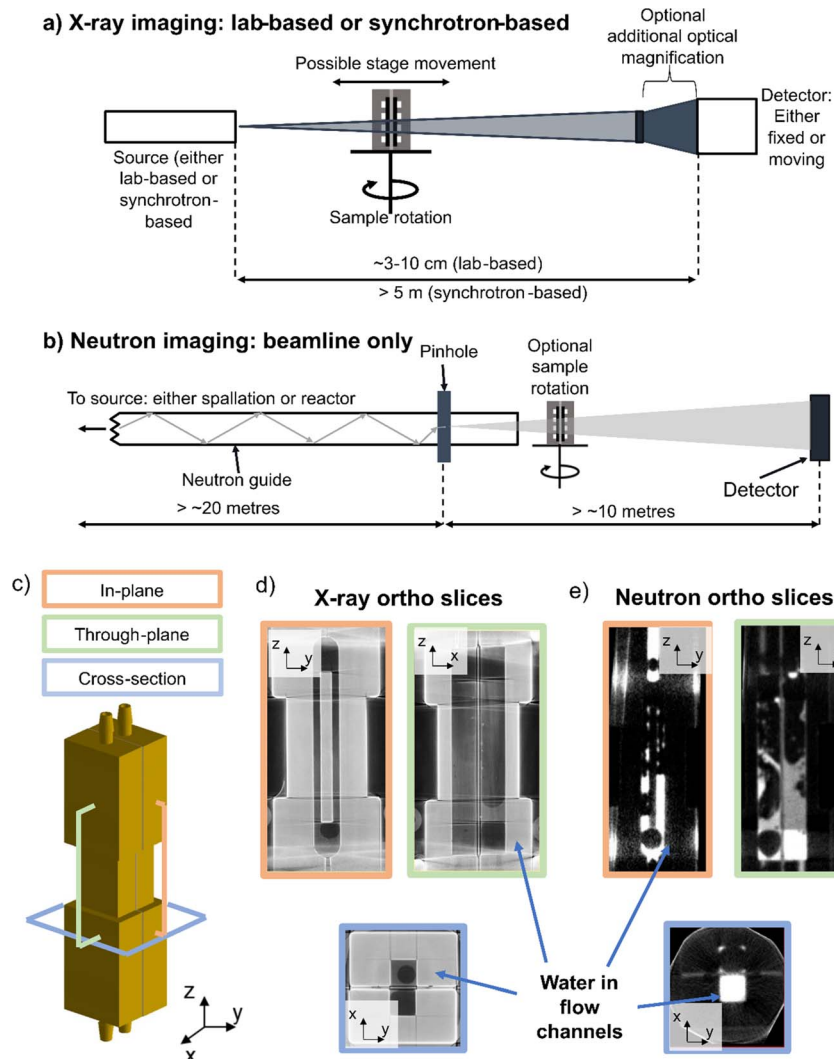 a) X-ray imaging: lab-based or synchrotron-based
Optional
additional optical
magnification
Possible stage movement
Detector:
Either
fixed or
moving
Source (either
lab-based or
synchrotron-
based
Sample rotation
~3-10 cm (lab-based)
> 5 m (synchrotron-based)
b) Neutron imaging: beamline only
Pinhole
Optional
sample
rotation
To source: either spallation or reactor
Neutron guide
Detector
> ~20 metres
> ~10 metres
c)
In-plane
Through-plane
Cross-section
z
y
x
d)
X-ray ortho slices
z
y
z
x
x
y
e)
Neutron ortho slices
z
y
z
x
y
Water in
flow
channels